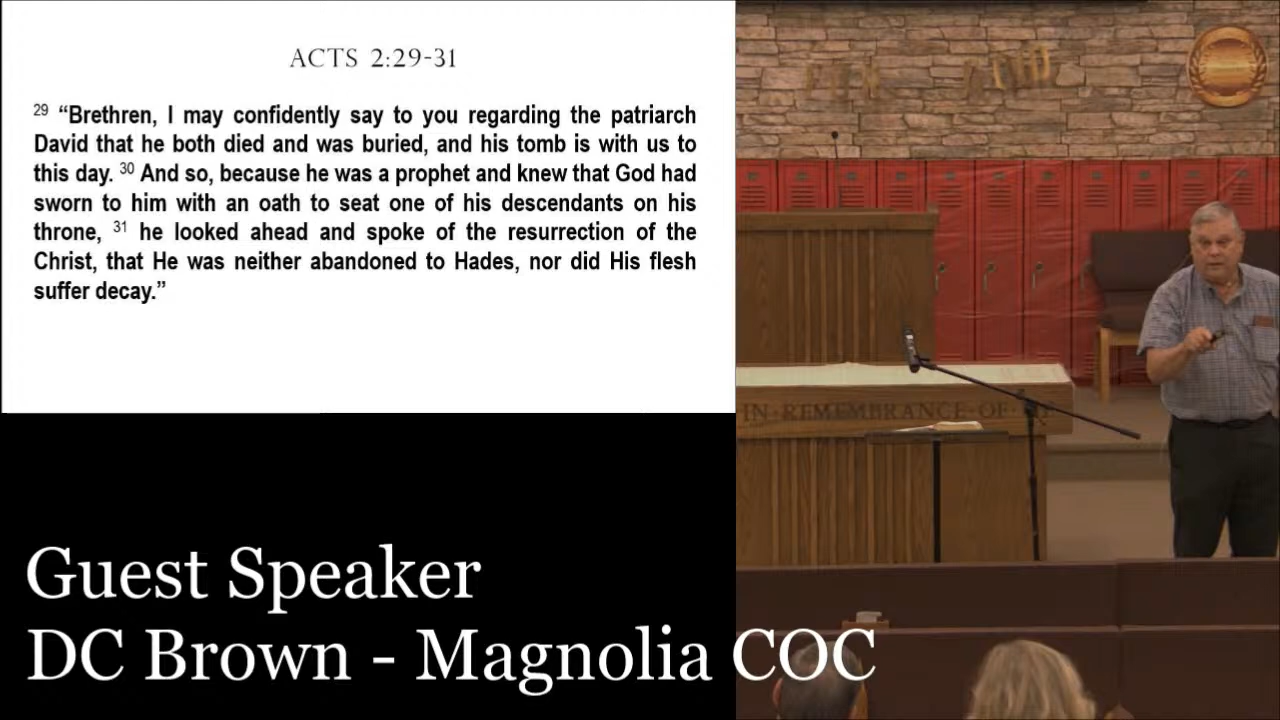 ACTS 2:29-31
29 “Brethren, I may confidently say to you regarding the patriarch
David that he both died and was buried, and his tomb is with us to
this day. 30 And so, because he was a prophet and knew that God had
sworn to him with an oath to seat one of his descendants on his
throne, 31 he looked ahead and spoke of the resurrection of the
Christ, that He was neither abandoned to Hades, nor did His flesh
suffer decay.”
IN REMEMBRANCE OF ME
Guest Speaker
DC Brown - Magnolia COC